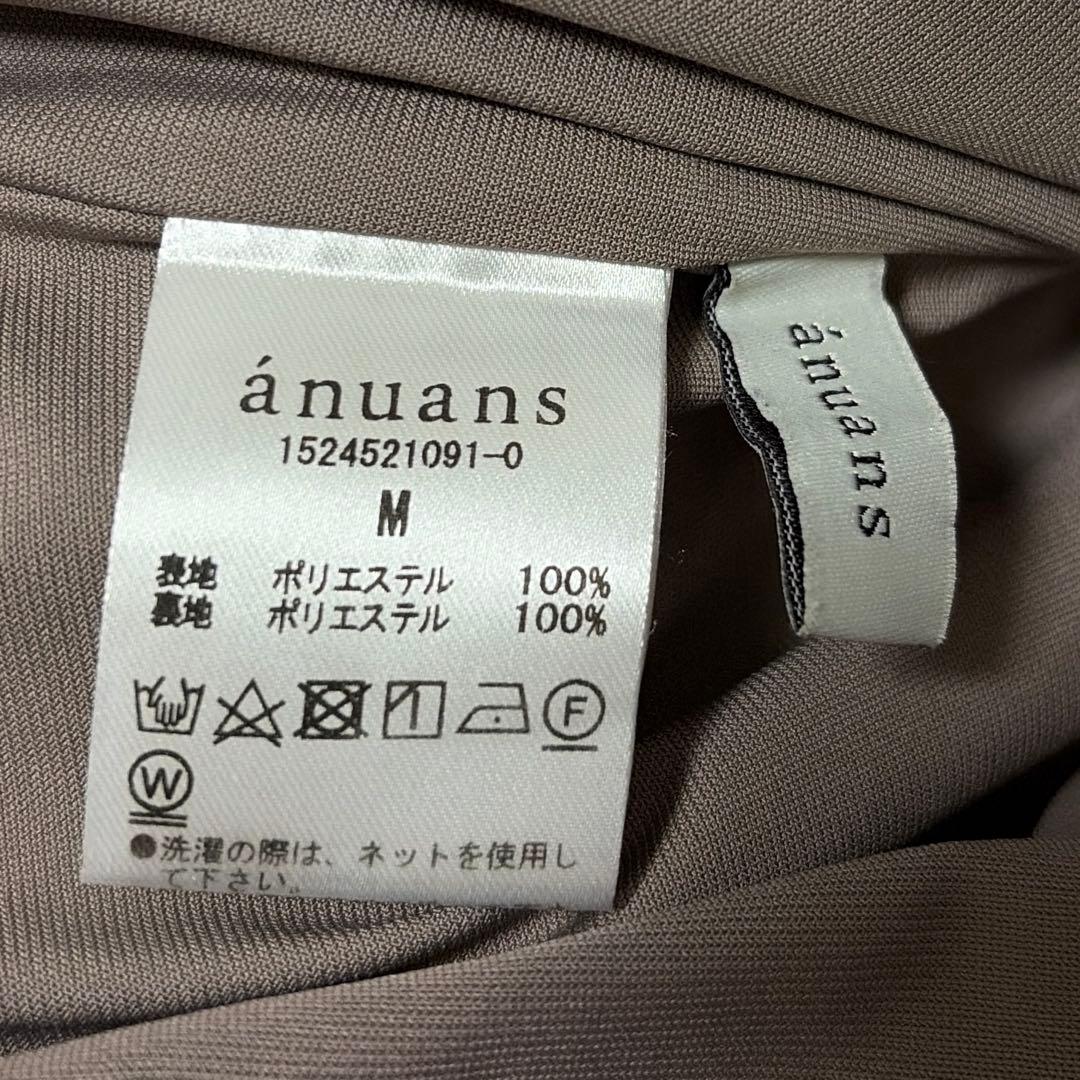 ánuans
1524521091-0
M
表地 ポリエステル 100%
裏地 ポリエステル 100%
F
W
●洗濯の際は、ネットを使用し
て下さい。
ánuans